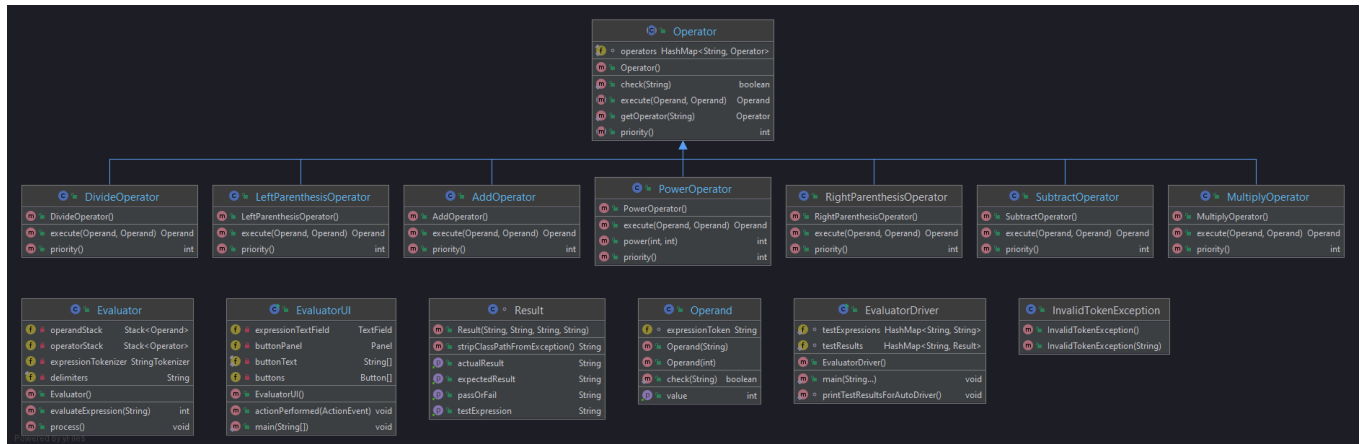 Operator
operators HashMap<String, Operator>
Operator()
check(String) boolean
execute(Operand, Operand) Operand
getOperator(String) Operator
priority() int
DivideOperator
DivideOperator()
execute(Operand, Operand) Operand
priority() int
LeftParenthesisOperator
LeftParenthesisOperator()
execute(Operand, Operand) Operand
priority() int
AddOperator
AddOperator()
execute(Operand, Operand) Operand
priority() int
PowerOperator
PowerOperator()
execute(Operand, Operand) Operand
power(int, int) int
priority() int
RightParenthesisOperator
RightParenthesisOperator()
execute(Operand, Operand) Operand
priority() int
SubtractOperator
SubtractOperator()
execute(Operand, Operand) Operand
priority() int
MultiplyOperator
MultiplyOperator()
execute(Operand, Operand) Operand
priority() int
Evaluator
operandStack Stack<Operand>
operatorStack Stack<Operator>
expressionTokenizer StringTokenizer
delimiters String
Evaluator()
evaluateExpression(String) int
process() void
EvaluatorUI
expressionTextField TextField
buttonPanel Panel
buttonText String[]
buttons Button[]
EvaluatorUI()
actionPerformed(ActionEvent) void
main(String[]) void
Result
Result(String, String, String, String)
stripClassPathFromException() String
actualResult String
expectedResult String
passOrFail String
testExpression String
Operand
expressionToken String
Operand(String)
Operand(int)
check(String) boolean
value int
EvaluatorDriver
testExpressions HashMap<String, String>
testResults HashMap<String, Result>
EvaluatorDriver()
main(String...) void
printTestResultsForAutoDriver() void
InvalidTokenException
InvalidTokenException()
InvalidTokenException(String)
Powered by yFiles